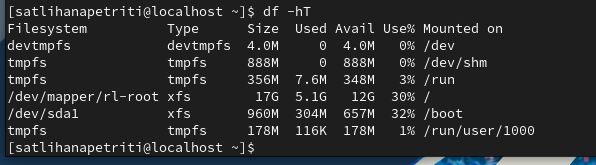 [satlihanapetriti@localhost ~]$ df -hT
Filesystem Type Size Used Avail Use% Mounted on
devtmpfs devtmpfs 4.0M 0 4.0M 0% /dev
tmpfs tmpfs 888M 0 888M 0% /dev/shm
tmpfs tmpfs 356M 7.6M 348M 3% /run
/dev/mapper/rl-root xfs 17G 5.1G 12G 30% /
/dev/sda1 xfs 960M 304M 657M 32% /boot
tmpfs tmpfs 178M 116K 178M 1% /run/user/1000
[satlihanapetriti@localhost ~]$